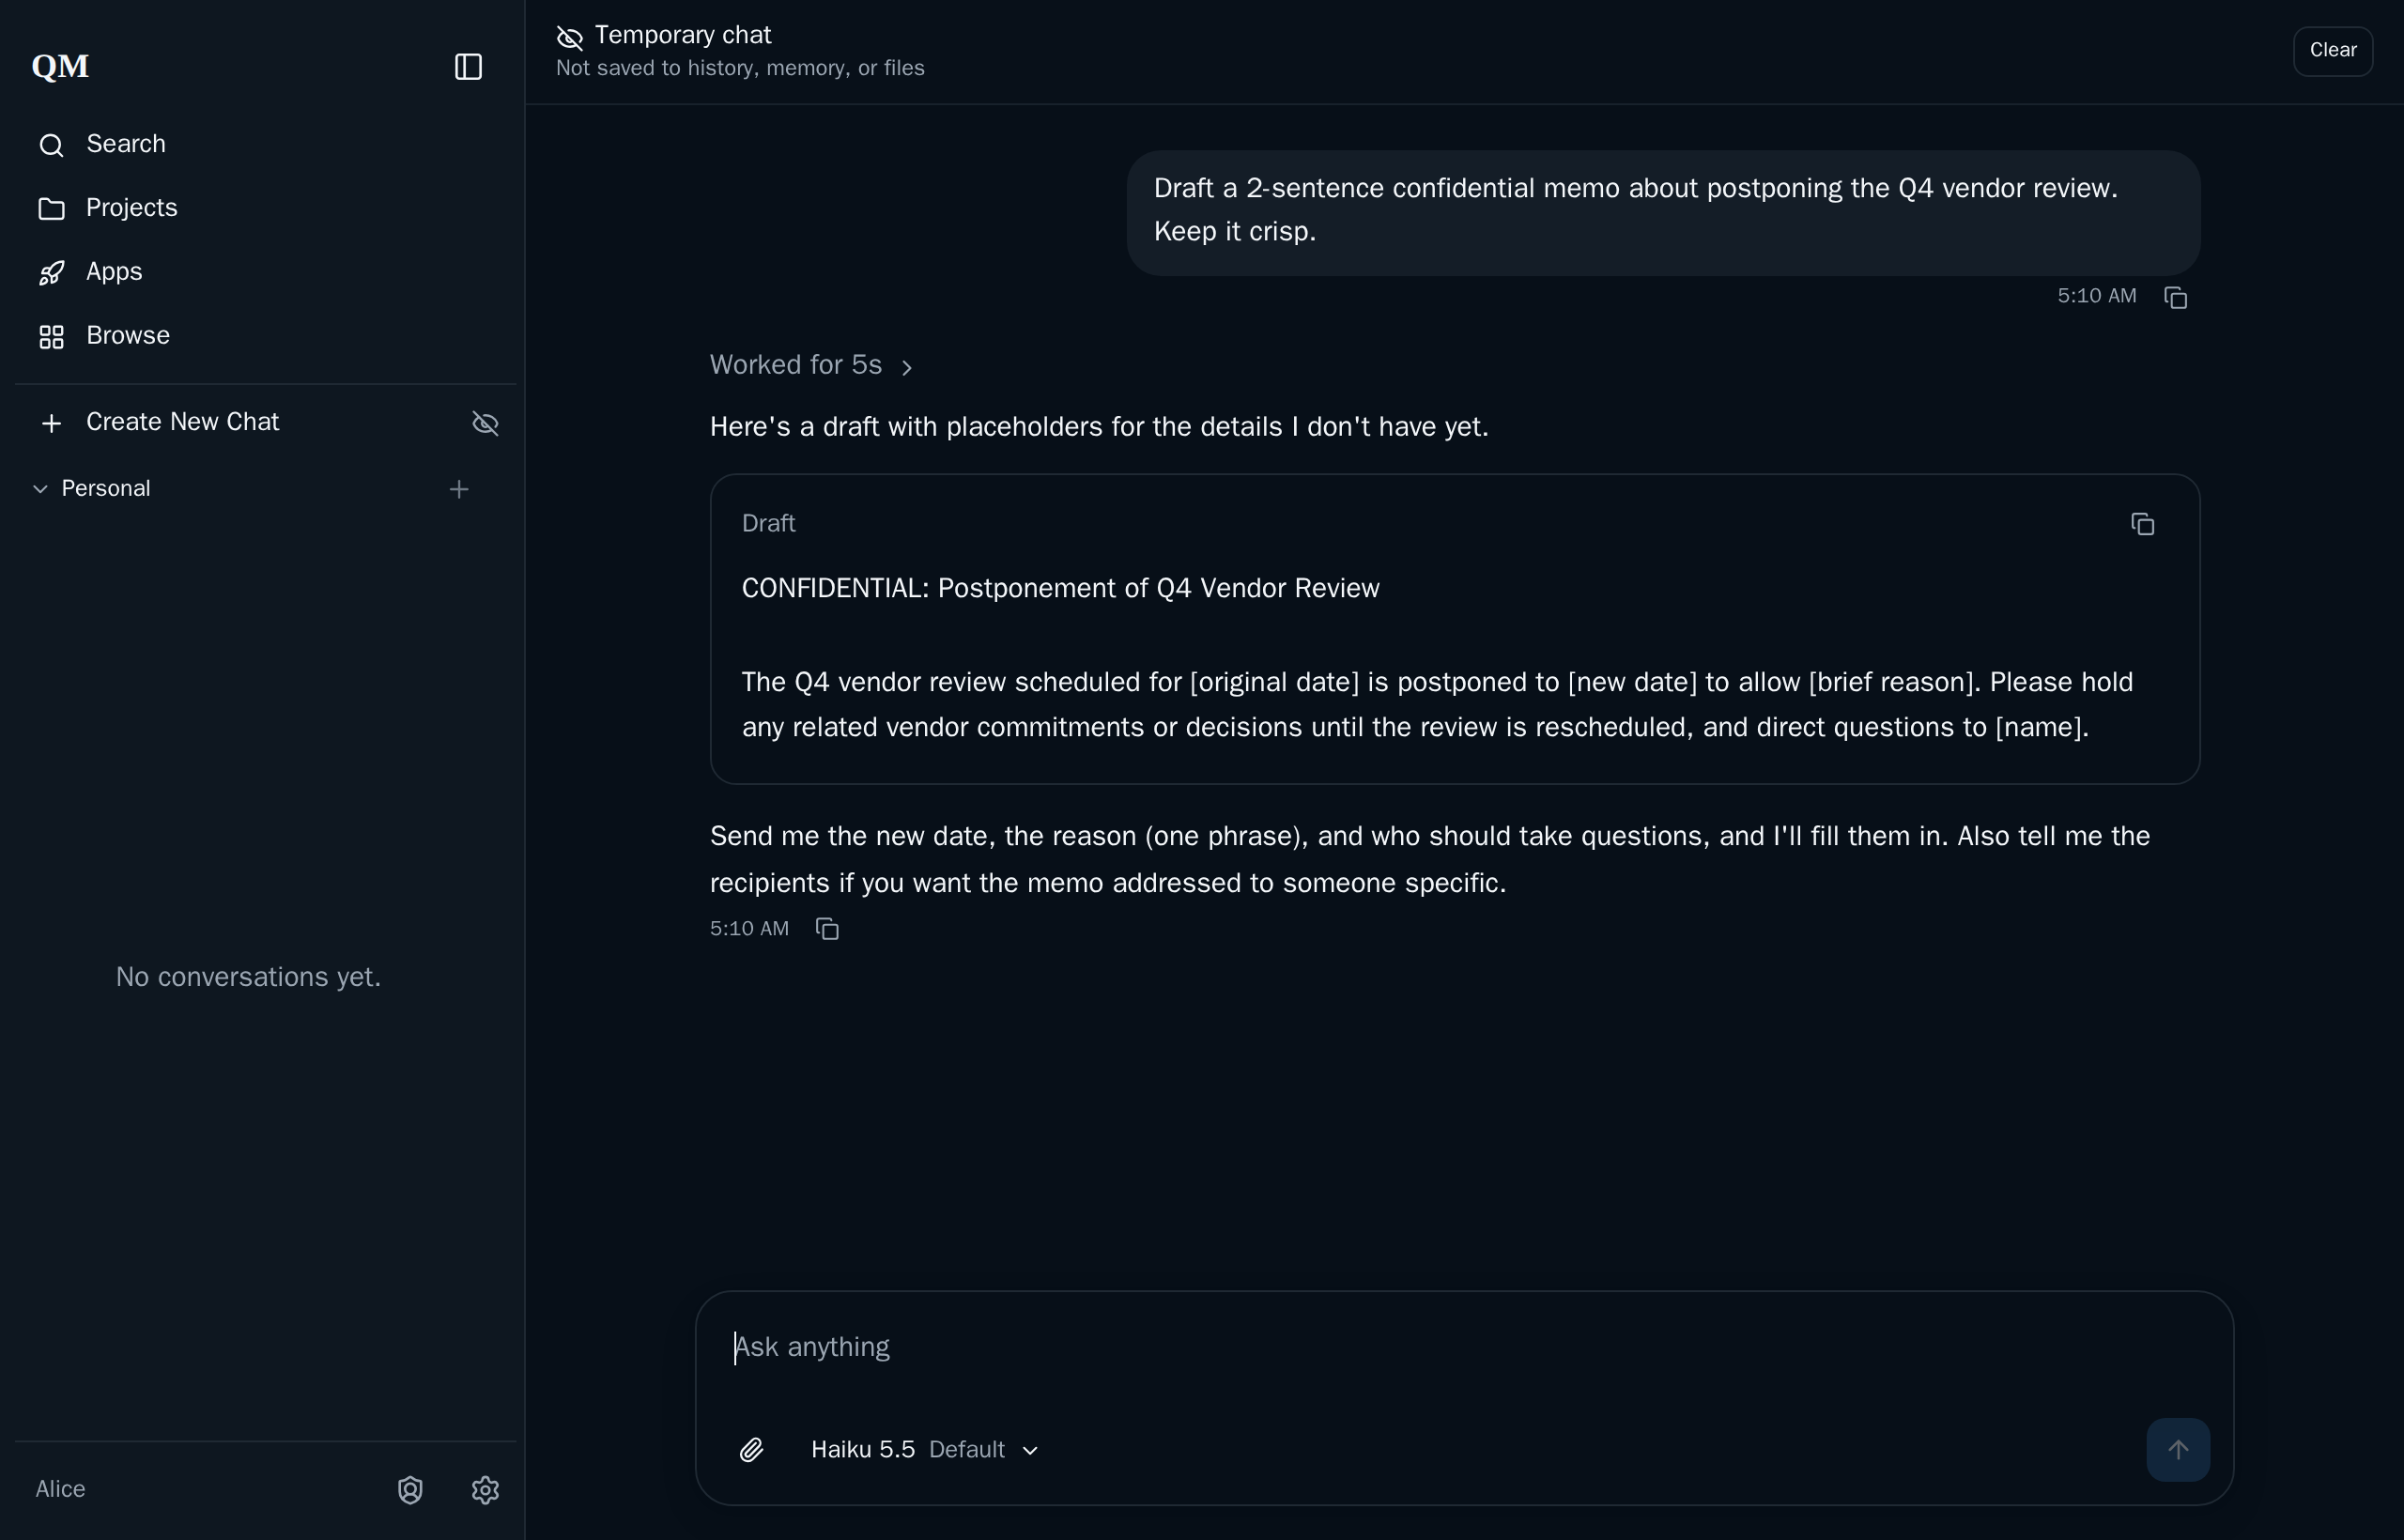 QM
Search
Projects
Apps
Browse
Create New Chat
Personal
No conversations yet.
Alice
Temporary chat
Not saved to history, memory, or files
Clear
Draft a 2-sentence confidential memo about postponing the Q4 vendor review.
Keep it crisp.
5:10 AM
Worked for 5s
Here's a draft with placeholders for the details I don't have yet.
Draft
CONFIDENTIAL: Postponement of Q4 Vendor Review
The Q4 vendor review scheduled for [original date] is postponed to [new date] to allow [brief reason]. Please hold
any related vendor commitments or decisions until the review is rescheduled, and direct questions to [name].
Send me the new date, the reason (one phrase), and who should take questions, and I'll fill them in. Also tell me the
recipients if you want the memo addressed to someone specific.
5:10 AM
Ask anything
Haiku 5.5 Default